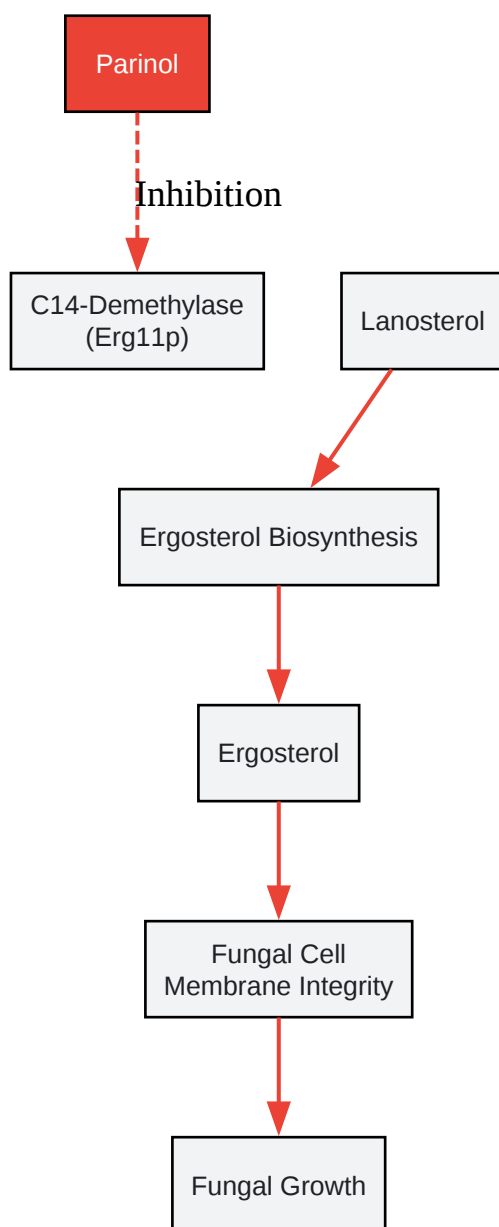 Parinol
Inhibition
C14-Demethylase
(Erg11p)
Lanosterol
Ergosterol Biosynthesis
Ergosterol
Fungal Cell
Membrane Integrity
Fungal Growth